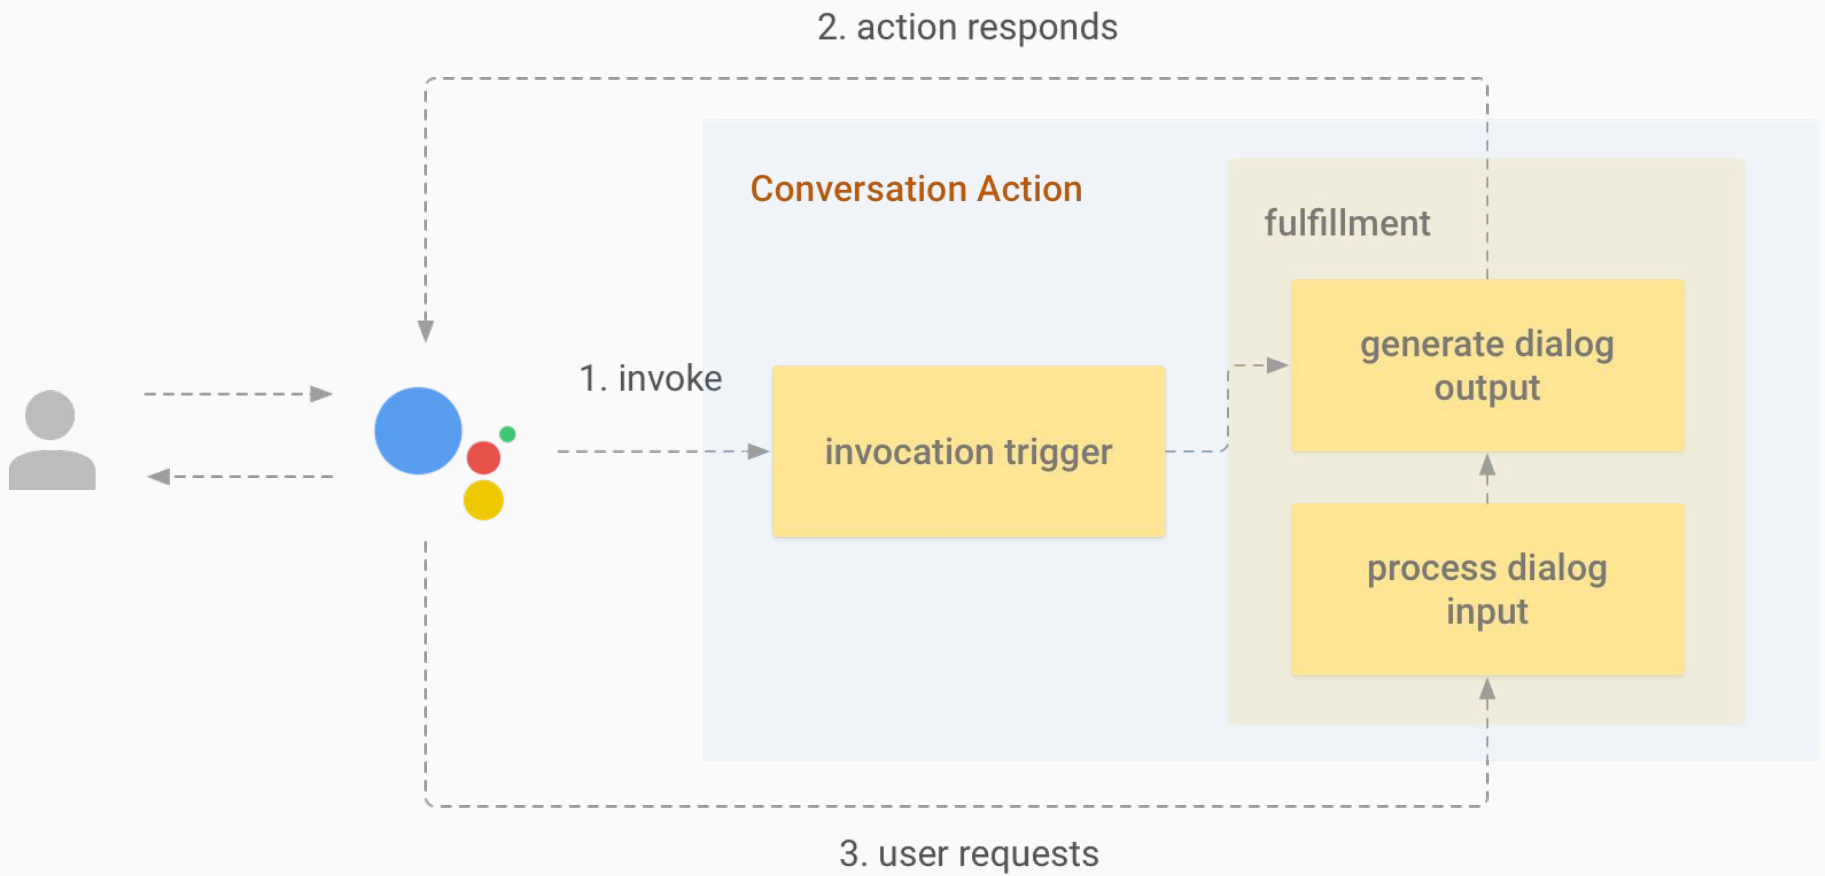 2. action responds
Conversation Action
fulfillment
generate dialog
output
1. invoke
invocation trigger
process dialog
input
3. user requests